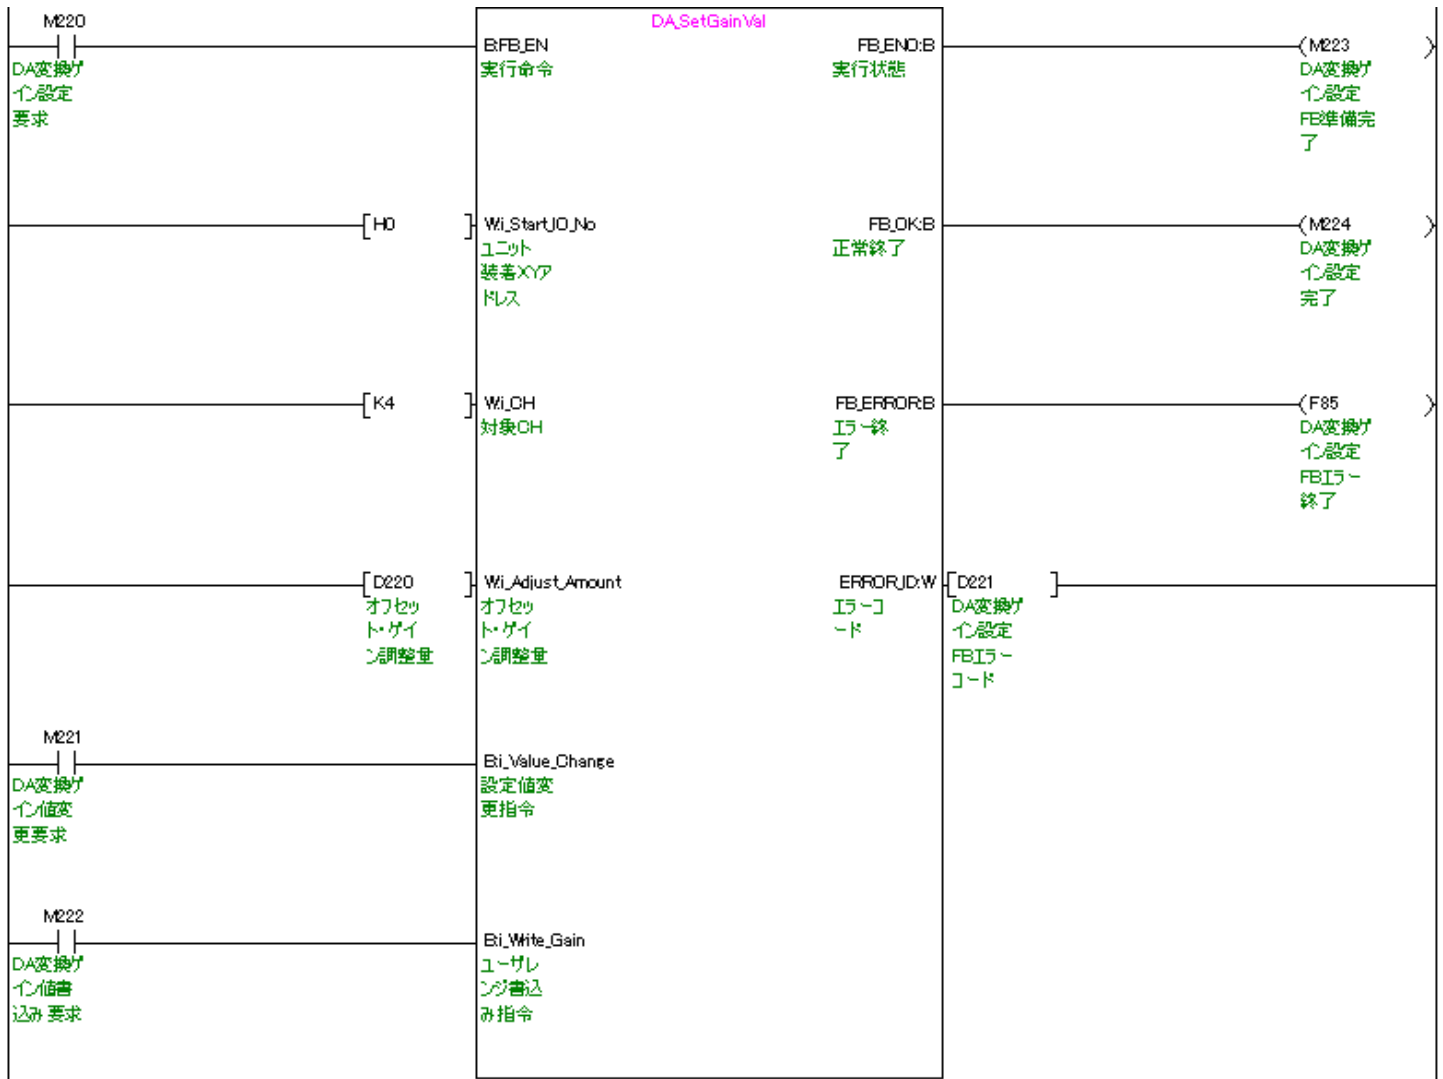 M220
DA変換ゲ
イン設定
要求
DA_SetGainVal
B:FB_EN
実行命令
FB_ENO:B
実行状態
M223
DA変換ゲ
イン設定
FB準備完
了
H0
W:i_Start_IO_No
ユニット
装着XYア
ドレス
FB_OK:B
正常終了
M224
DA変換ゲ
イン設定
完了
K4
W:i_CH
対象CH
FB_ERROR:B
エラー終
了
F85
DA変換ゲ
イン設定
FBエラー
終了
D220
オフセッ
ト・ゲイ
ン調整量
W:i_Adjust_Amount
オフセッ
ト・ゲイ
ン調整量
ERROR_ID:W
エラーコ
ード
D221
DA変換ゲ
イン設定
FBエラー
コード
M221
DA変換ゲ
イン値変
更要求
B:i_Value_Change
設定値変
更指令
M222
DA変換ゲ
イン値書
込み要求
B:i_Write_Gain
ユーザレ
ンジ書込
み指令